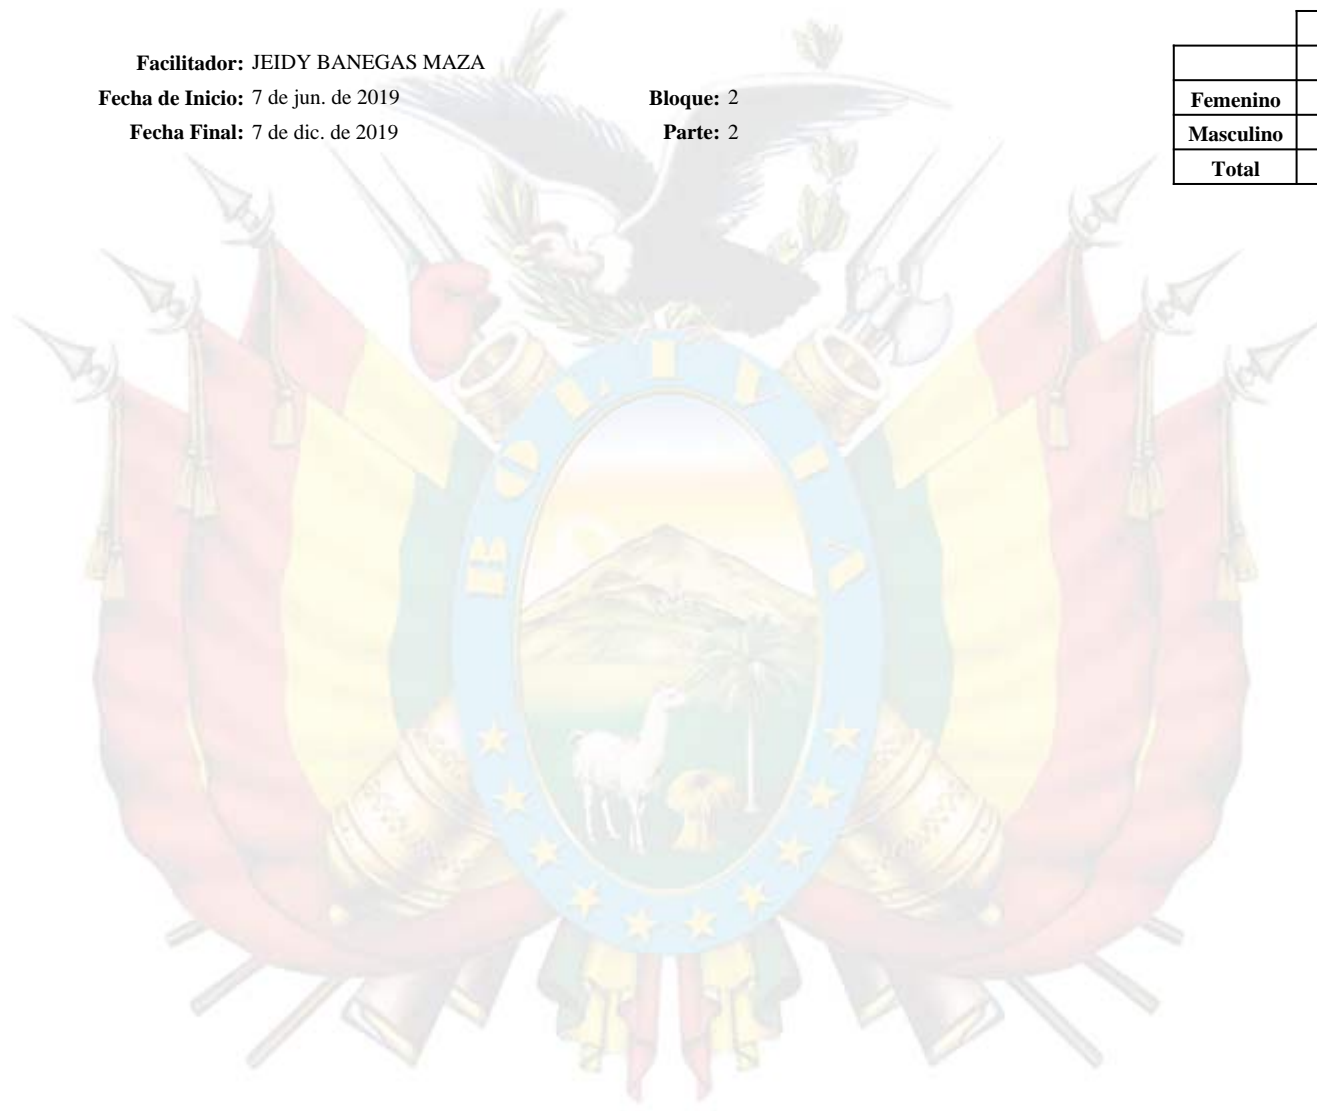 Facilitador: JEIDY BANEGAS MAZA
Fecha de Inicio: 7 de jun. de 2019 Bloque: 2
Femenino
Fecha Final: 7 de dic. de 2019 Parte: 2
Masculino
Total
BOLIVIA